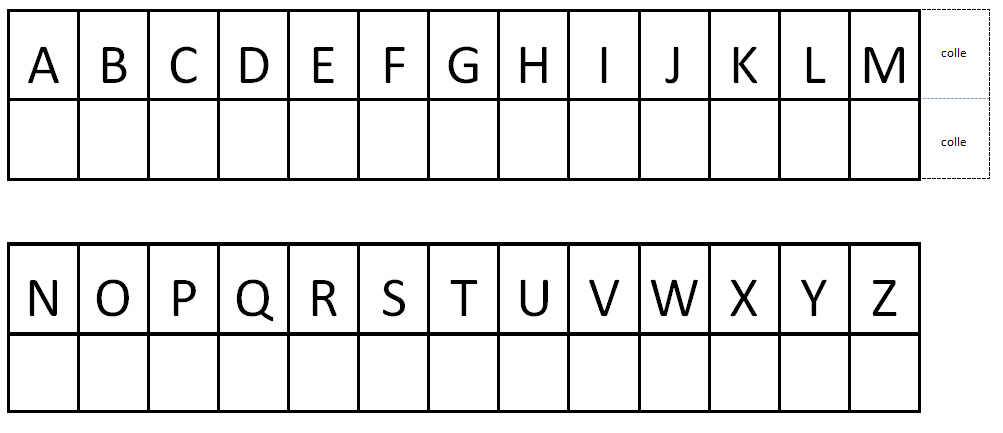 A B C D E F G H I J K L M colle
colle
N O P Q R S T U V W X Y Z